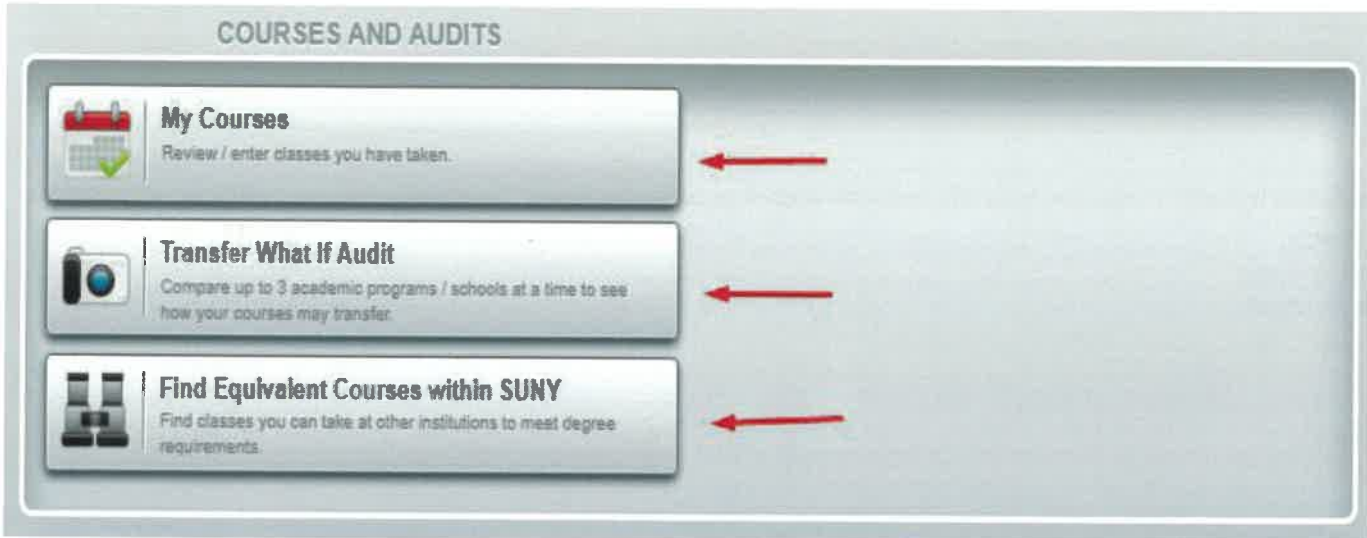 COURSES AND AUDITS
My Courses
Review / enter classes you have taken.
Transfer What If Audit
Compare up to 3 academic programs / schools at a time to see
how your courses may transfer.
Find Equivalent Courses within SUNY
Find classes you can take at other institutions to meet degree
requirements.